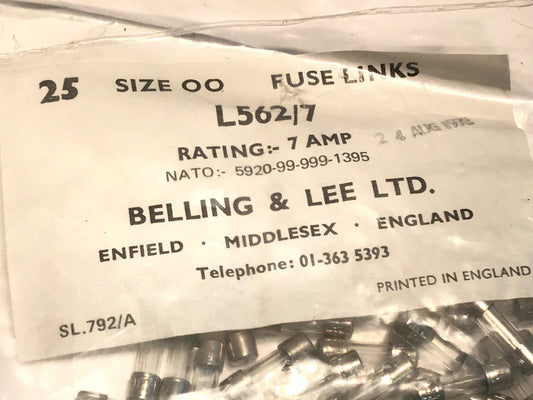 25 SIZE OO FUSE LINKS
L562/7
RATING:- 7 AMP
NATO:- 5920-99-999-1395
BELLING & LEE LTD.
ENFIELD · MIDDLESEX · ENGLAND
Telephone: 01-363 5393
PRINTED IN ENGLAND
SL.792/A